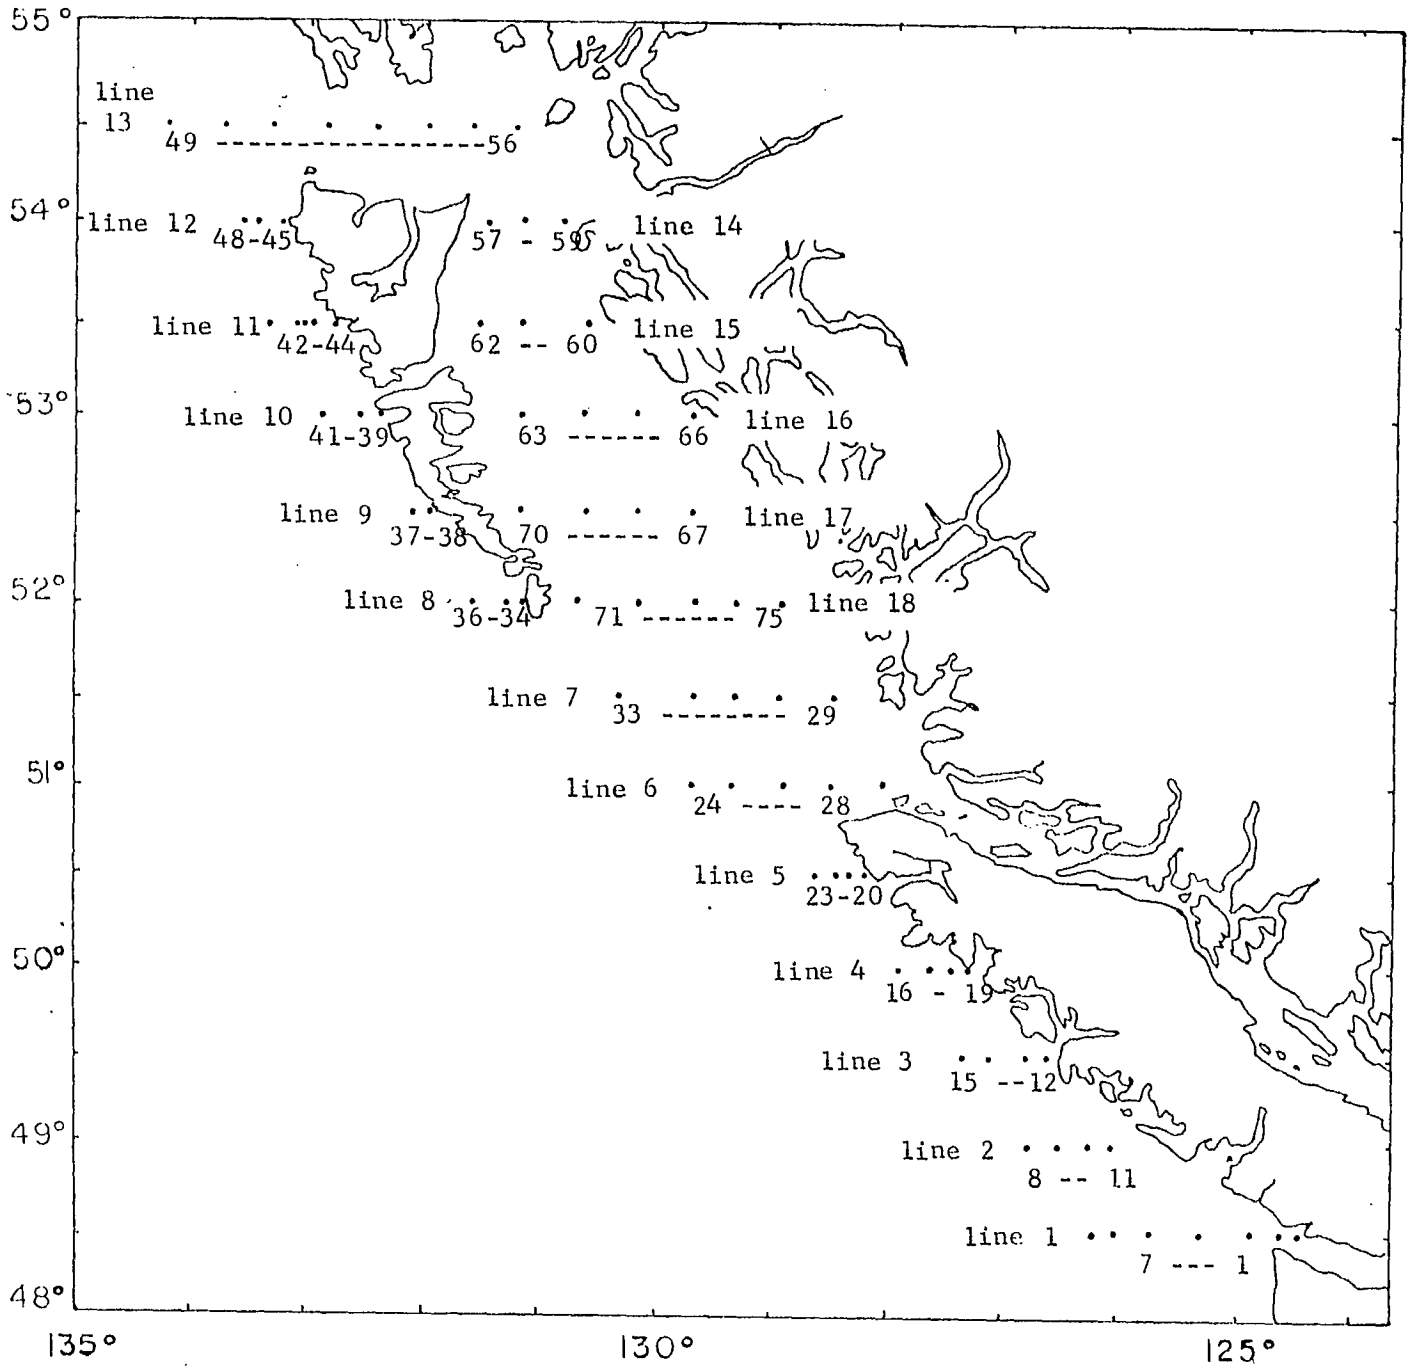 55°
line
13
49 ----------------56
54°
line 12
48-45
57 - 59
line 14
line 11
42-44
62 -- 60
line 15
53°
line 10
41-39
63 ------ 66
line 16
line 9
37-38
70 ------ 67
line 17
52°
line 8
36-34
71 ------ 75
line 18
line 7
33 -------- 29
51°
line 6
24 ---- 28
line 5
23-20
50°
line 4
16 - 19
line 3
15 --12
49°
line 2
8 -- 11
line 1
7 --- 1
48°
135° 130° 125°